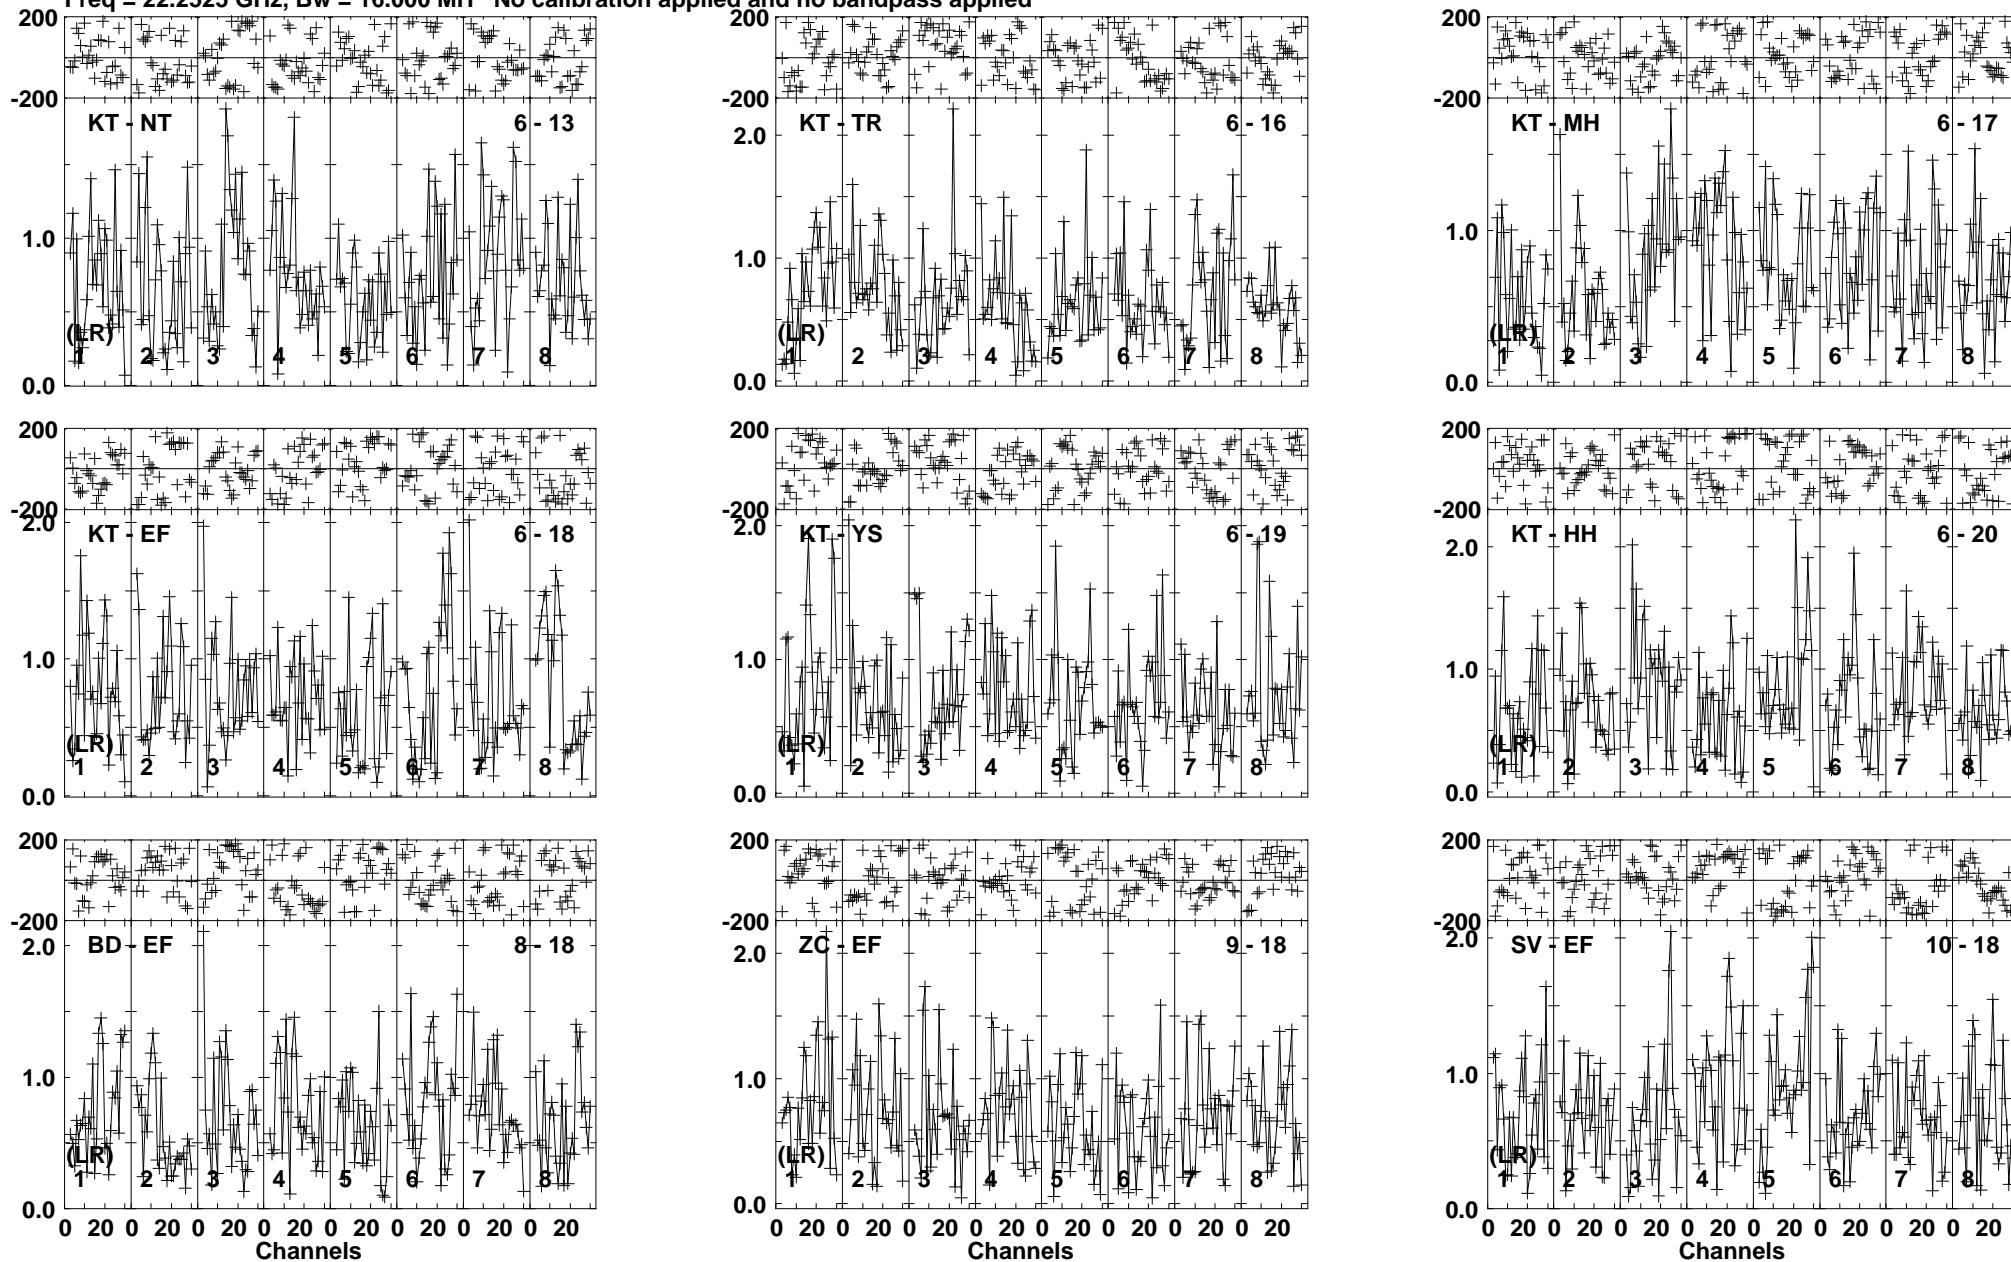 Freq = 22.2525 GHz, Bw = 16.000 MH No calibration applied and no bandpass applied
200 200 200
-200 -200 -200
KT - NT 6 - 13 KT - TR 6 - 16 KT - MH 6 - 17
2.0
1.0 1.0 1.0
(LR) (LR) (LR)
1 2 3 4 5 6 7 8 1 2 3 4 5 6 7 8 1 2 3 4 5 6 7 8
0.0 0.0 0.0
200 200 200
-200 -200 -200
2.0 2.0 2.0
KT - EF 6 - 18 KT - YS 6 - 19 KT - HH 6 - 20
1.0 1.0 1.0
(LR) (LR) (LR)
1 2 3 4 5 6 7 8 1 2 3 4 5 6 7 8 1 2 3 4 5 6 7 8
0.0 0.0 0.0
200 200 200
-200 -200 -200
BD - EF 8 - 18 ZC - EF 9 - 18 SV - EF 10 - 18
2.0 2.0 2.0
1.0 1.0 1.0
(LR) (LR) (LR)
1 2 3 4 5 6 7 8 1 2 3 4 5 6 7 8 1 2 3 4 5 6 7 8
0.0 0.0 0.0
0 20 0 20 0 20 0 20 0 20 0 20 0 20 0 20 0 20 0 20 0 20 0 20 0 20 0 20 0 20 0 20 0 20 0 20 0 20 0 20 0 20 0 20 0 20 0 20
Channels Channels Channels